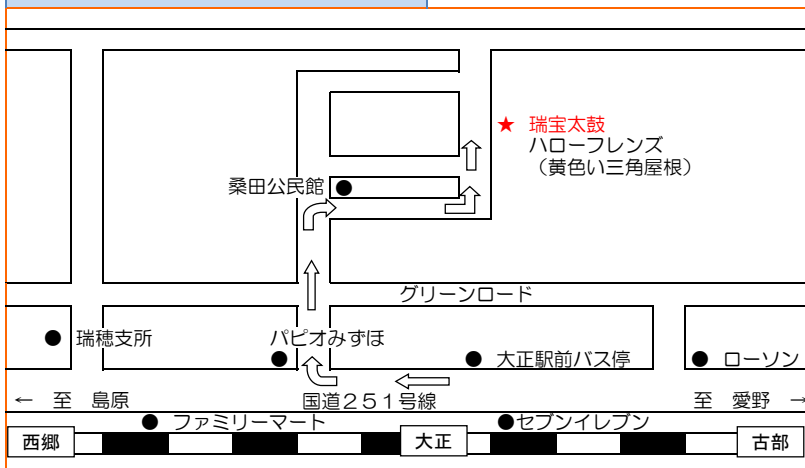 ★ 瑞宝太鼓
ハローフレンズ
（黄色い三角屋根）
桑田公民館
グリーンロード
瑞穂支所
パピオみずほ
大正駅前バス停
ローソン
← 至 島原
国道２５１号線
至 愛野 →
ファミリーマート
セブンイレブン
西郷
大正
古部